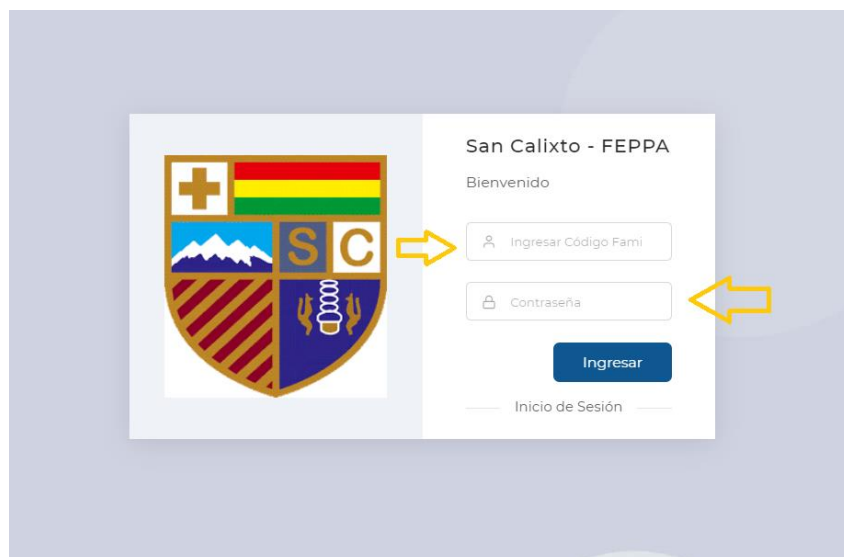 San Calixto - FEPPA
Bienvenido
S C
Ingresar Código Fami
Contraseña
Ingresar
Inicio de Sesión